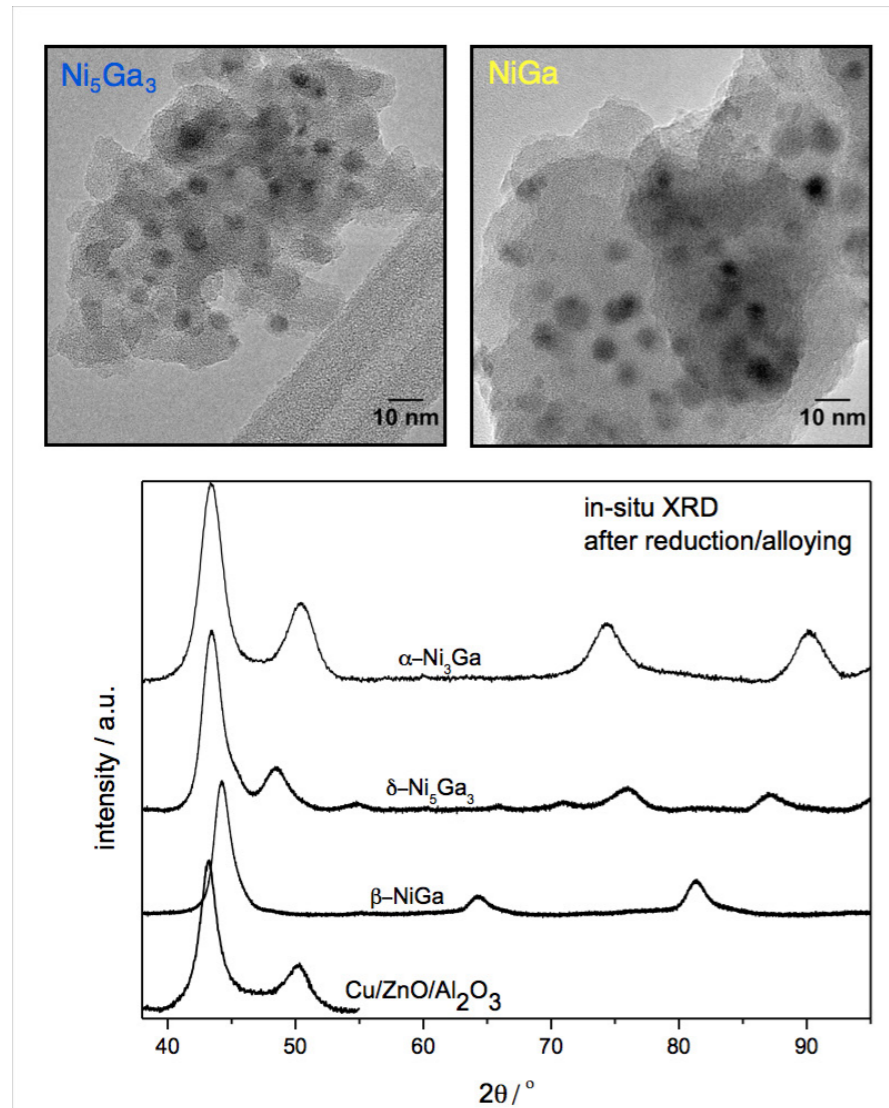 Ni₅Ga₃
10 nm
NiGa
10 nm
in-situ XRD
after reduction/alloying
α–Ni₃Ga
δ–Ni₅Ga₃
β–NiGa
Cu/ZnO/Al₂O₃
intensity / a.u.
40 50 60 70 80 90
2θ / °